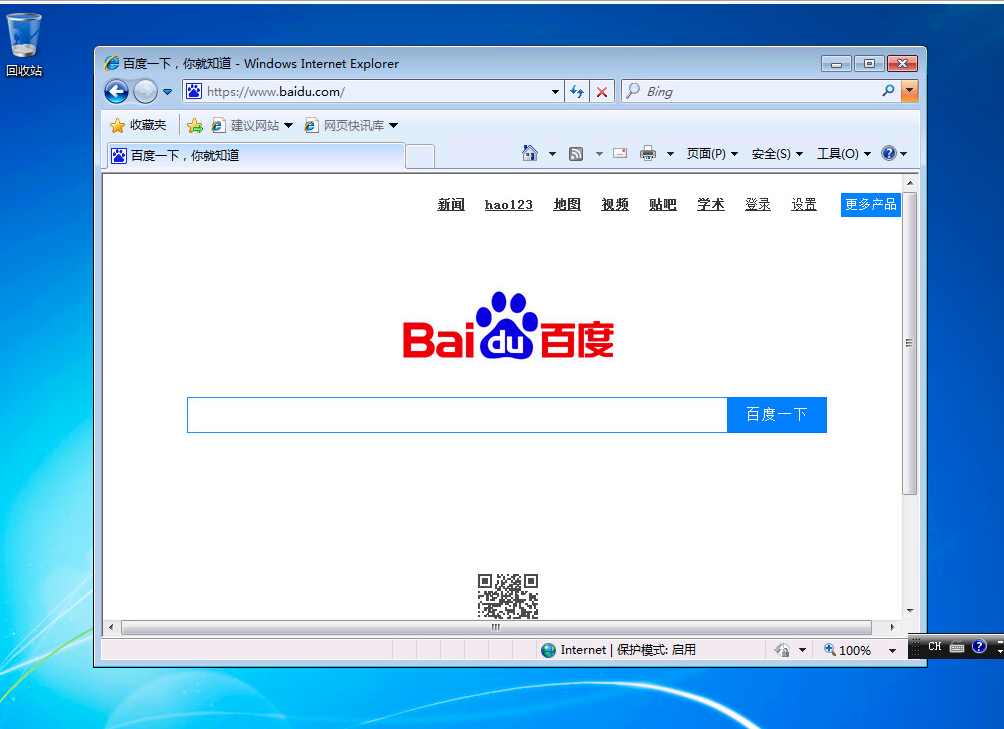 回收站
百度一下，你就知道 - Windows Internet Explorer
https://www.baidu.com/
Bing
收藏夹 建议网站 网页快讯库
百度一下，你就知道
页面(P) 安全(S) 工具(O)
新闻 hao123 地图 视频 贴吧 学术 登录 设置 更多产品
Bai du 百度
百度一下
Internet | 保护模式: 启用
100%
CH